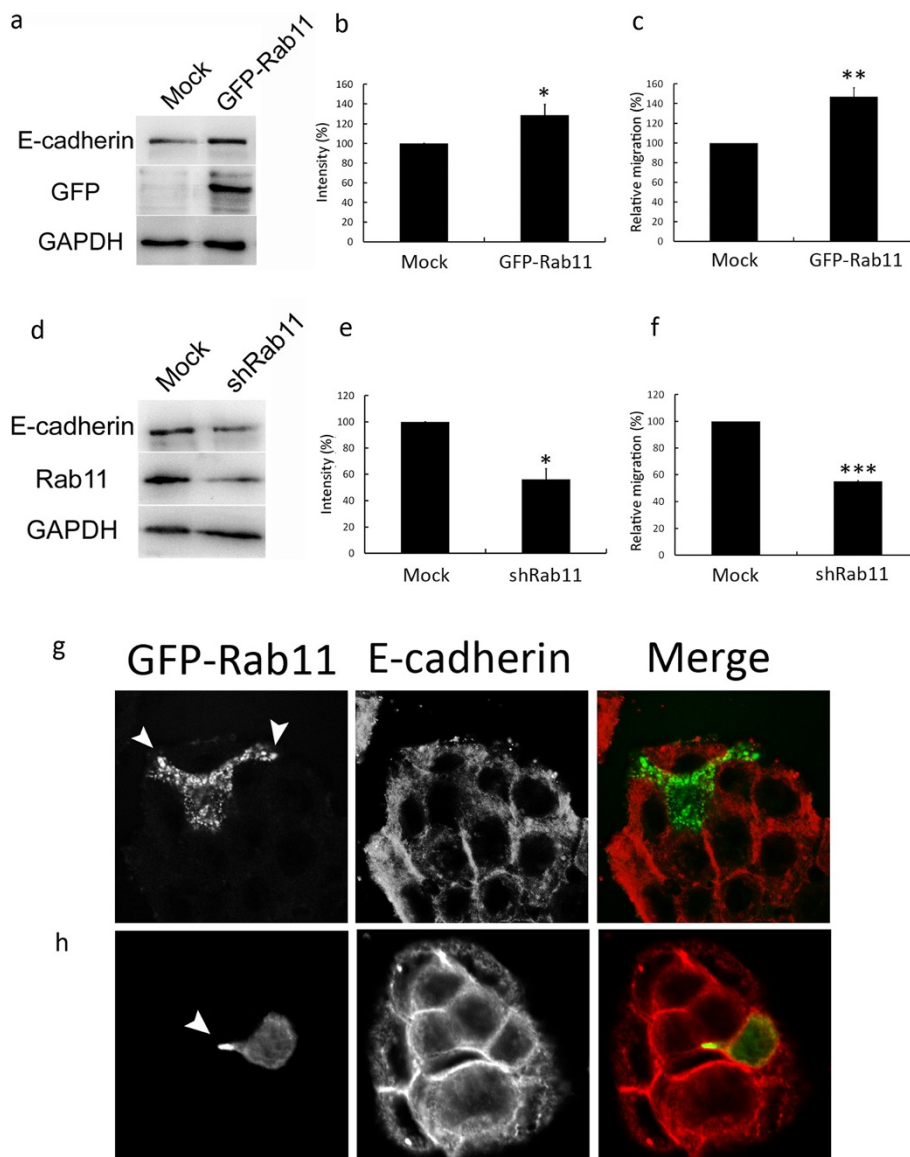 a
Mock GFP-Rab11
E-cadherin
GFP
GAPDH
b
160
140
120
100
80
60
40
20
0
Intensity (%)
*
Mock GFP-Rab11
c
160
140
120
100
80
60
40
20
0
Relative migration (%)
**
Mock GFP-Rab11
d
Mock shRab11
E-cadherin
Rab11
GAPDH
e
120
100
80
60
40
20
0
Intensity (%)
*
Mock shRab11
f
120
100
80
60
40
20
0
Relative migration (%)
***
Mock shRab11
g
GFP-Rab11 E-cadherin Merge
h